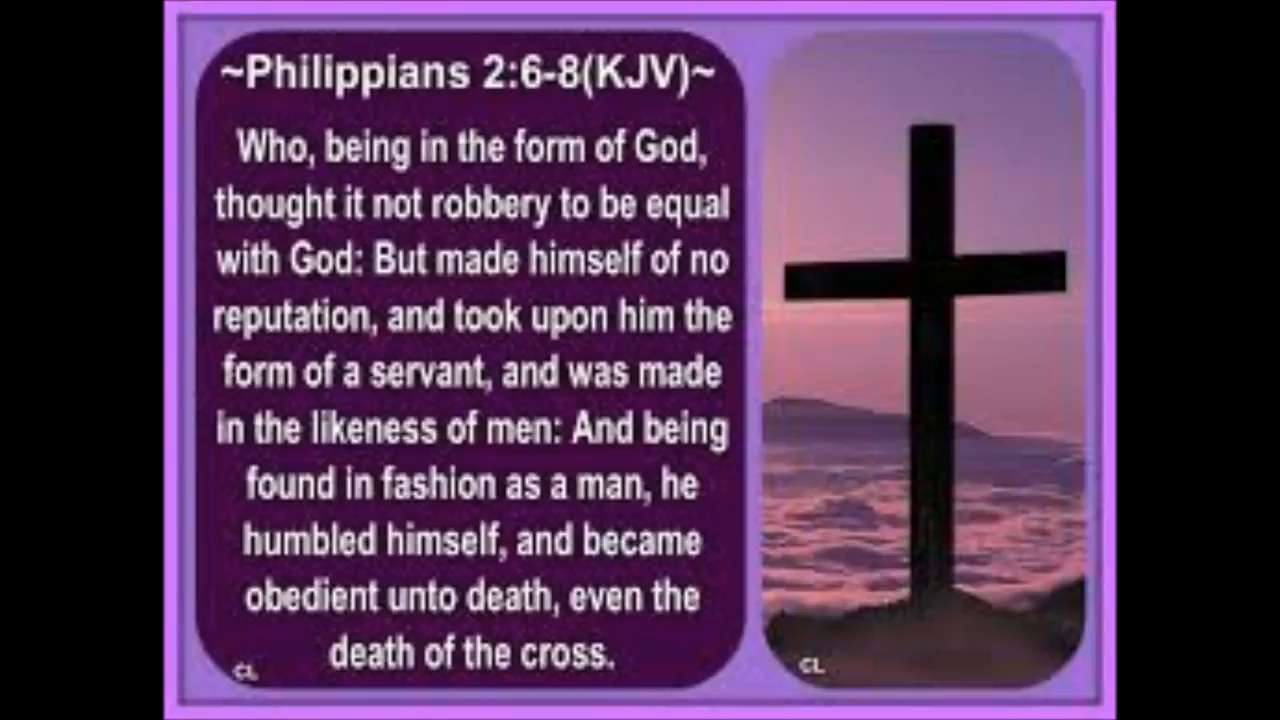 ~Philippians 2:6-8(KJV)~
Who, being in the form of God,
thought it not robbery to be equal
with God: But made himself of no
reputation, and took upon him the
form of a servant, and was made
in the likeness of men: And being
found in fashion as a man, he
humbled himself, and became
obedient unto death, even the
death of the cross.
CL
CL